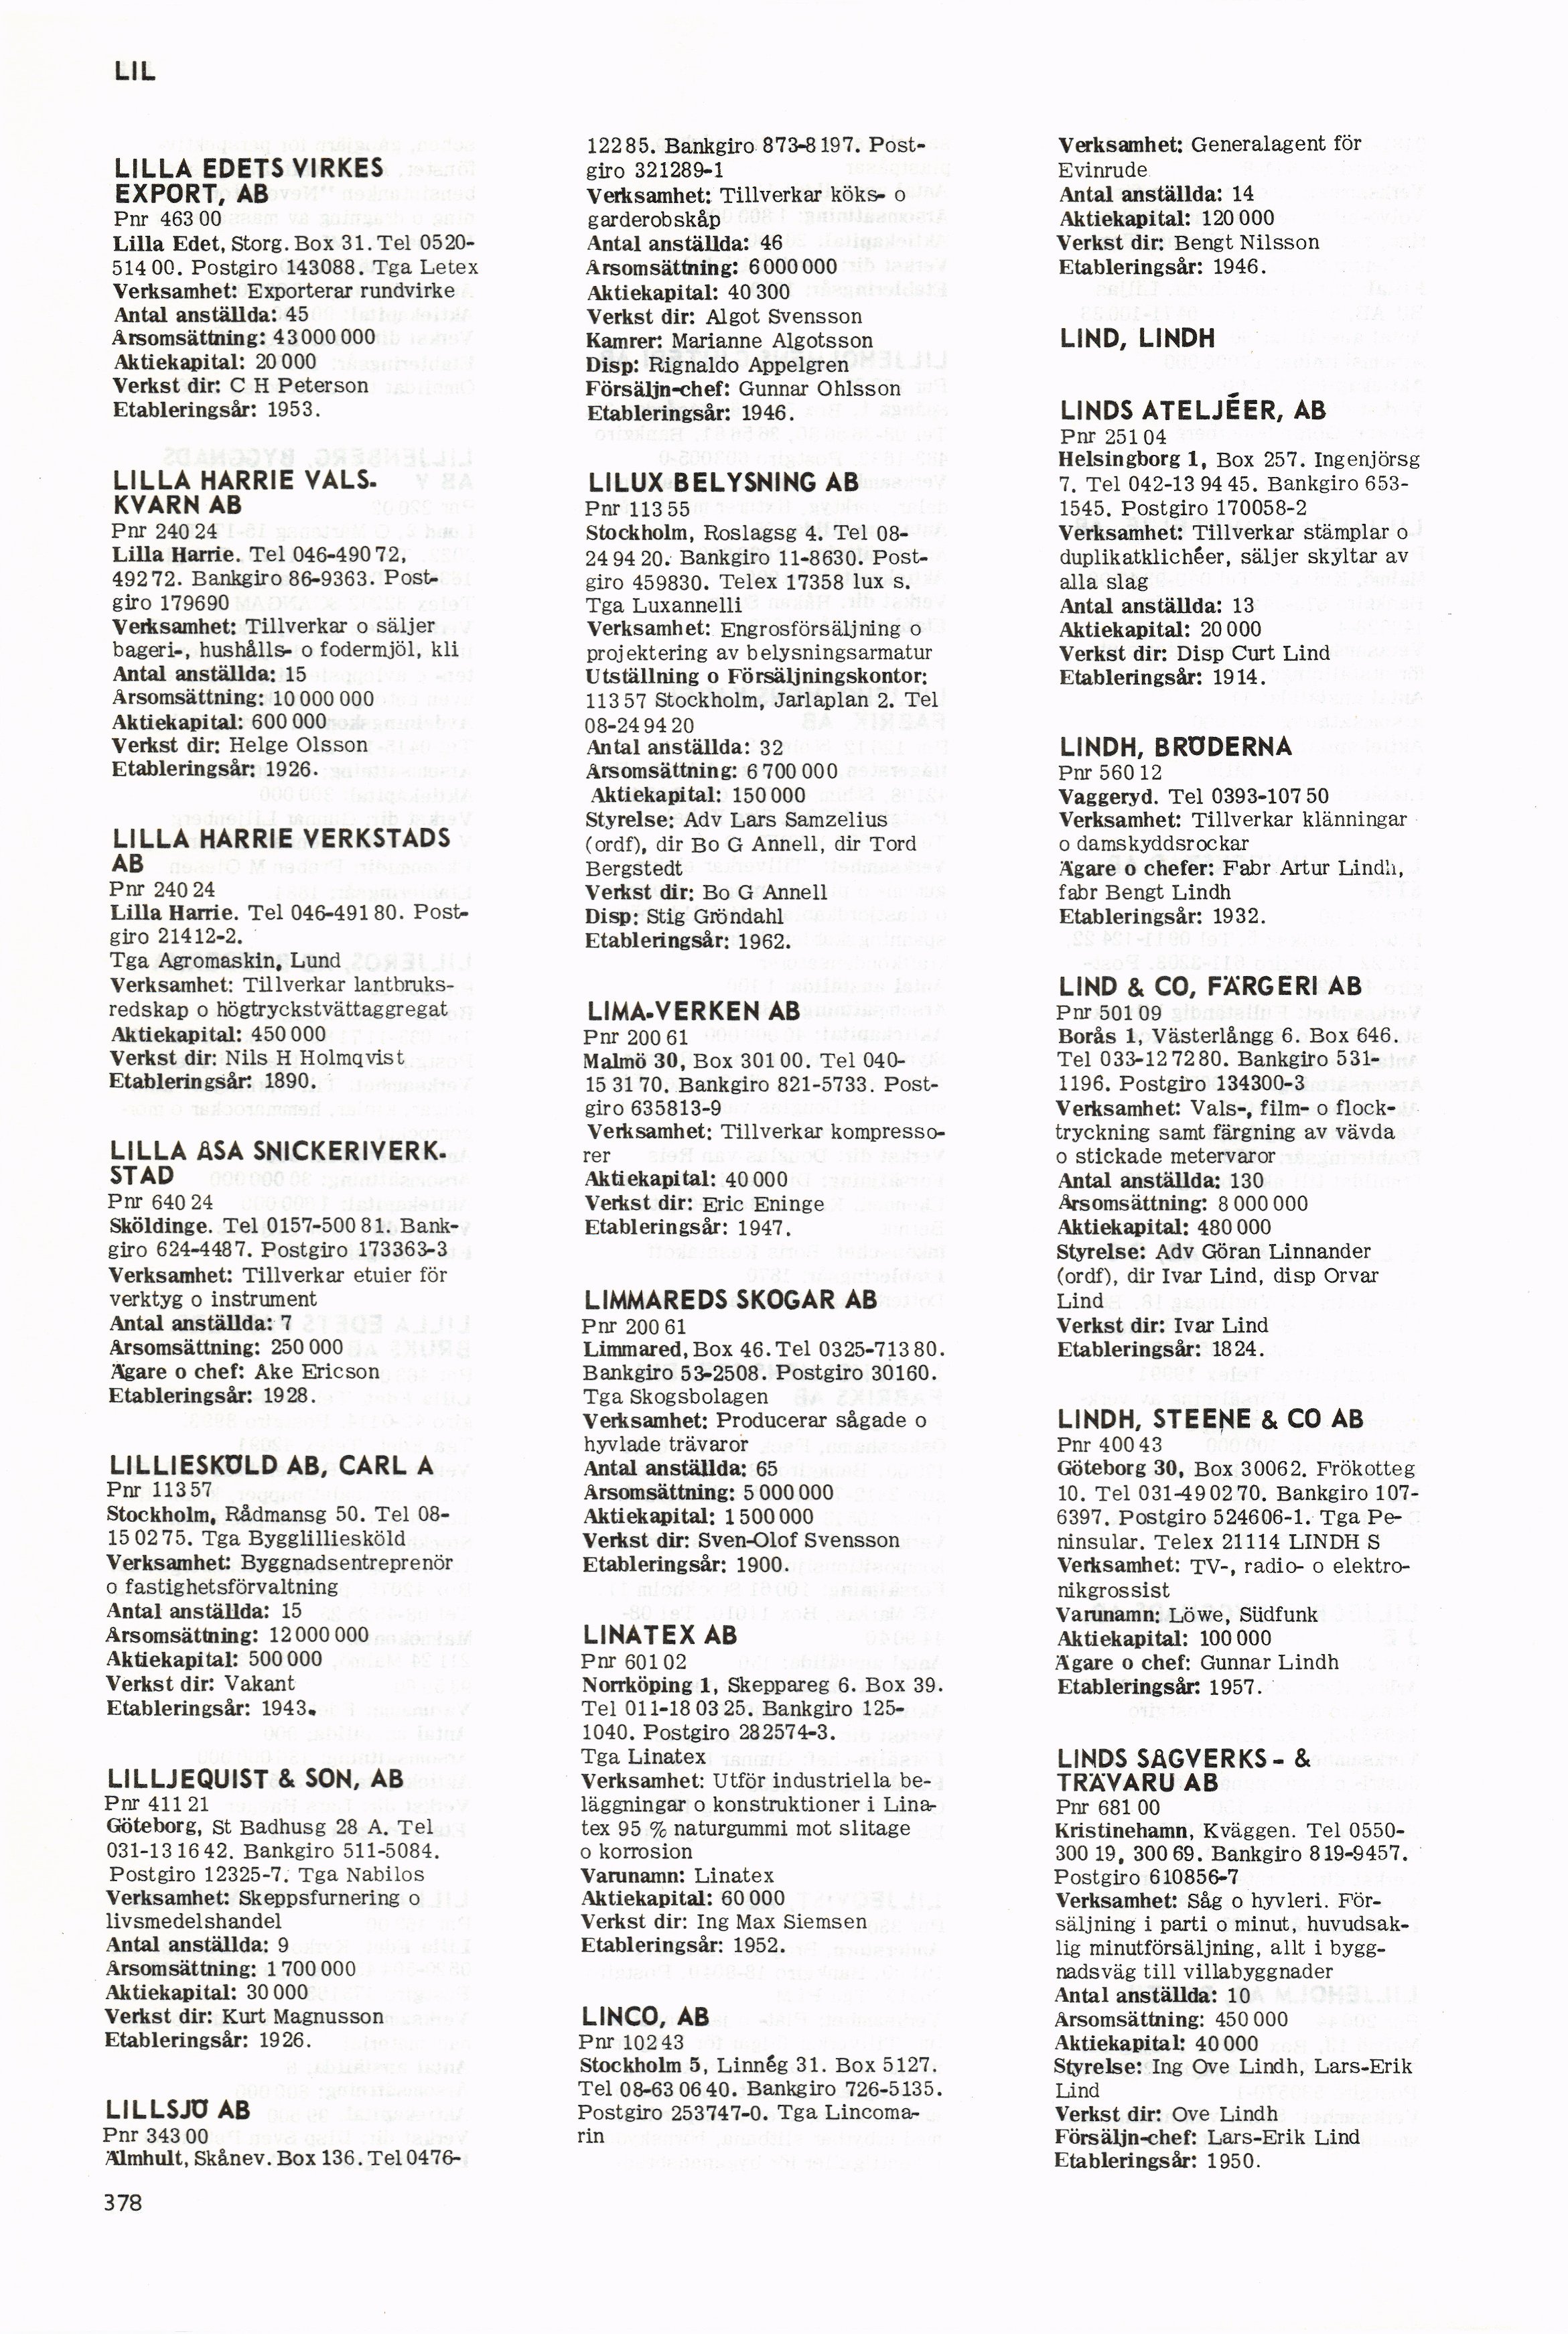 LIL
LILLA EDETS VIRKES
EXPORT, AB
Pnr 463 00
Lilla Edet, Storg. Box 31. Tel 0520-
514 00. Postgiro 143088. Tga Letex
Verksamhet: Exporterar rundvirke
Antal anställda: 45
Årsomsättning: 43 000 000
Aktiekapital: 20 000
Verkst dir: C H Peterson
Etableringsår: 1953.
LILLA HARRIE VALS-
KVARN AB
Pnr 240 24
Lilla Harrie. Tel 046-490 72,
492 72. Bankgiro 86-9363. Post-
giro 179690
Verksamhet: Tillverkar o säljer
bageri-, hushålls- o fodermjöl, kli
Antal anställda: 15
Årsomsättning: 10 000 000
Aktiekapital: 600 000
Verkst dir: Helge Olsson
Etableringsår: 1926.
LILLA HARRIE VERKSTADS
AB
Pnr 240 24
Lilla Harrie. Tel 046-491 80. Post-
giro 21412-2.
Tga Agromaskin, Lund
Verksamhet: Tillverkar lantbruks-
redskap o högtryckstvättaggregat
Aktiekapital: 450 000
Verkst dir: Nils H Holmqvist
Etableringsår: 1890.
LILLA ÅSA SNICKERIVERK-
STAD
Pnr 640 24
Sköldinge. Tel 0157-500 81. Bank-
giro 624-4487. Postgiro 173363-3
Verksamhet: Tillverkar etuier för
verktyg o instrument
Antal anställda: 7
Årsomsättning: 250 000
Ägare o chef: Åke Ericson
Etableringsår: 1928.
LILLIESKÖLD AB, CARL A
Pnr 113 57
Stockholm, Rådmansg 50. Tel 08-
15 02 75. Tga Bygglilliesköld
Verksamhet: Byggnadsentreprenör
o fastighetsförvaltning
Antal anställda: 15
Årsomsättning: 12 000 000
Aktiekapital: 500 000
Verkst dir: Vakant
Etableringsår: 1943.
LILLJEQUIST & SON, AB
Pnr 411 21
Göteborg, St Badhusg 28 A. Tel
031-13 16 42. Bankgiro 511-5084.
Postgiro 12325-7. Tga Nabilos
Verksamhet: Skeppsfurnering o
livsmedelshandel
Antal anställda: 9
Årsomsättning: 1 700 000
Aktiekapital: 30 000
Verkst dir: Kurt Magnusson
Etableringsår: 1926.
LILLSJÖ AB
Pnr 343 00
Älmhult, Skånev. Box 136. Tel 0476-
378
122 85. Bankgiro 873-8197. Post-
giro 321289-1
Verksamhet: Tillverkar köks- o
garderobskåp
Antal anställda: 46
Årsomsättning: 6 000 000
Aktiekapital: 40 300
Verkst dir: Algot Svensson
Kamrer: Marianne Algotsson
Disp: Rignaldo Appelgren
Försäljn-chef: Gunnar Ohlsson
Etableringsår: 1946.
LILUX BELYSNING AB
Pnr 113 55
Stockholm, Roslagsg 4. Tel 08-
24 94 20. Bankgiro 11-8630. Post-
giro 459830. Telex 17358 lux s.
Tga Luxannelli
Verksamhet: Engrosförsäljning o
projektering av belysningsarmatur
Utställning o Försäljningskontor:
113 57 Stockholm, Jarlaplan 2. Tel
08-24 94 20
Antal anställda: 32
Årsomsättning: 6 700 000
Aktiekapital: 150 000
Styrelse: Adv Lars Samzelius
(ordf), dir Bo G Annell, dir Tord
Bergstedt
Verkst dir: Bo G Annell
Disp: Stig Gröndahl
Etableringsår: 1962.
LIMA-VERKEN AB
Pnr 200 61
Malmö 30, Box 301 00. Tel 040-
15 31 70. Bankgiro 821-5733. Post-
giro 635813-9
Verksamhet: Tillverkar kompresso-
rer
Aktiekapital: 40 000
Verkst dir: Eric Eninge
Etableringsår: 1947.
LIMMAREDS SKOGAR AB
Pnr 200 61
Limmared, Box 46. Tel 0325-713 80.
Bankgiro 53-2508. Postgiro 30160.
Tga Skogsbolagen
Verksamhet: Producerar sågade o
hyvlade trävaror
Antal anställda: 65
Årsomsättning: 5 000 000
Aktiekapital: 1 500 000
Verkst dir: Sven-Olof Svensson
Etableringsår: 1900.
LINATEX AB
Pnr 601 02
Norrköping 1, Skeppareg 6. Box 39.
Tel 011-18 03 25. Bankgiro 125-
1040. Postgiro 282574-3.
Tga Linatex
Verksamhet: Utför industriella be-
läggningar o konstruktioner i Lina-
tex 95 % naturgummi mot slitage
o korrosion
Varunamn: Linatex
Aktiekapital: 60 000
Verkst dir: Ing Max Siemsen
Etableringsår: 1952.
LINCO, AB
Pnr 102 43
Stockholm 5, Linnég 31. Box 5127.
Tel 08-63 06 40. Bankgiro 726-5135.
Postgiro 253747-0. Tga Lincoma-
rin
Verksamhet: Generalagent för
Evinrude
Antal anställda: 14
Aktiekapital: 120 000
Verkst dir: Bengt Nilsson
Etableringsår: 1946.
LIND, LINDH
LINDS ATELJÉER, AB
Pnr 251 04
Helsingborg 1, Box 257. Ingenjörsg
7. Tel 042-13 94 45. Bankgiro 653-
1545. Postgiro 170058-2
Verksamhet: Tillverkar stämplar o
duplikatklichéer, säljer skyltar av
alla slag
Antal anställda: 13
Aktiekapital: 20 000
Verkst dir: Disp Curt Lind
Etableringsår: 1914.
LINDH, BRÖDERNA
Pnr 560 12
Vaggeryd. Tel 0393-107 50
Verksamhet: Tillverkar klänningar
o damskyddsrockar
Ägare o chefer: Fabr Artur Lindh,
fabr Bengt Lindh
Etableringsår: 1932.
LIND & CO, FÄRGERI AB
Pnr 501 09
Borås 1, Västerlångg 6. Box 646.
Tel 033-12 72 80. Bankgiro 531-
1196. Postgiro 134300-3
Verksamhet: Vals-, film- o flock-
tryckning samt färgning av vävda
o stickade metervaror
Antal anställda: 130
Årsomsättning: 8 000 000
Aktiekapital: 480 000
Styrelse: Adv Göran Linnander
(ordf), dir Ivar Lind, disp Orvar
Lind
Verkst dir: Ivar Lind
Etableringsår: 1824.
LINDH, STEENE & CO AB
Pnr 400 43
Göteborg 30, Box 30062. Frökotteg
10. Tel 031-49 02 70. Bankgiro 107-
6397. Postgiro 524606-1. Tga Pe-
ninsular. Telex 21114 LINDH S
Verksamhet: TV-, radio- o elektro-
nikgrossist
Varunamn: Löwe, Südfunk
Aktiekapital: 100 000
Ägare o chef: Gunnar Lindh
Etableringsår: 1957.
LINDS SÅGVERKS- &
TRÄVARU AB
Pnr 681 00
Kristinehamn, Kväggen. Tel 0550-
300 19, 300 69. Bankgiro 819-9457.
Postgiro 610856-7
Verksamhet: Såg o hyvleri. För-
säljning i parti o minut, huvudsak-
lig minutförsäljning, allt i bygg-
nadsväg till villabyggnader
Antal anställda: 10
Årsomsättning: 450 000
Aktiekapital: 40 000
Styrelse: Ing Ove Lindh, Lars-Erik
Lind
Verkst dir: Ove Lindh
Försäljn-chef: Lars-Erik Lind
Etableringsår: 1950.